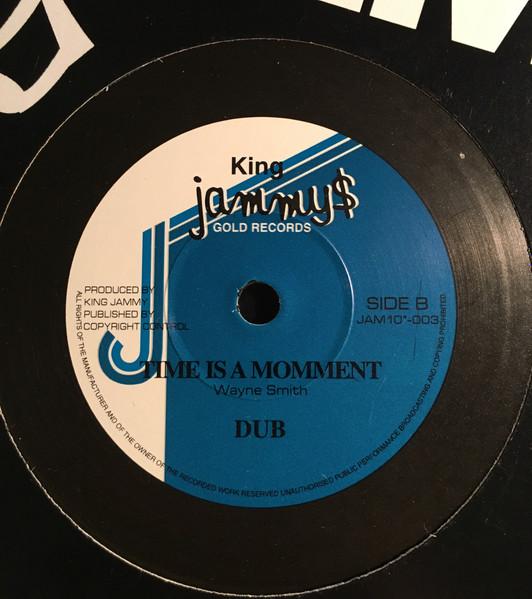 King
jammy$
GOLD RECORDS
PRODUCED BY
KING JAMMY
PUBLISHED BY
COPYRIGHT CONTROL
SIDE B
JAM10"-003
TIME IS A MOMMENT
Wayne Smith
DUB
ALL RIGHTS OF THE MANUFACTURER AND OF THE OWNER OF THE RECORDED WORK RESERVED UNAUTHORISED PUBLIC PERFORMANCE BROADCASTING AND COPYING PROHIBITED